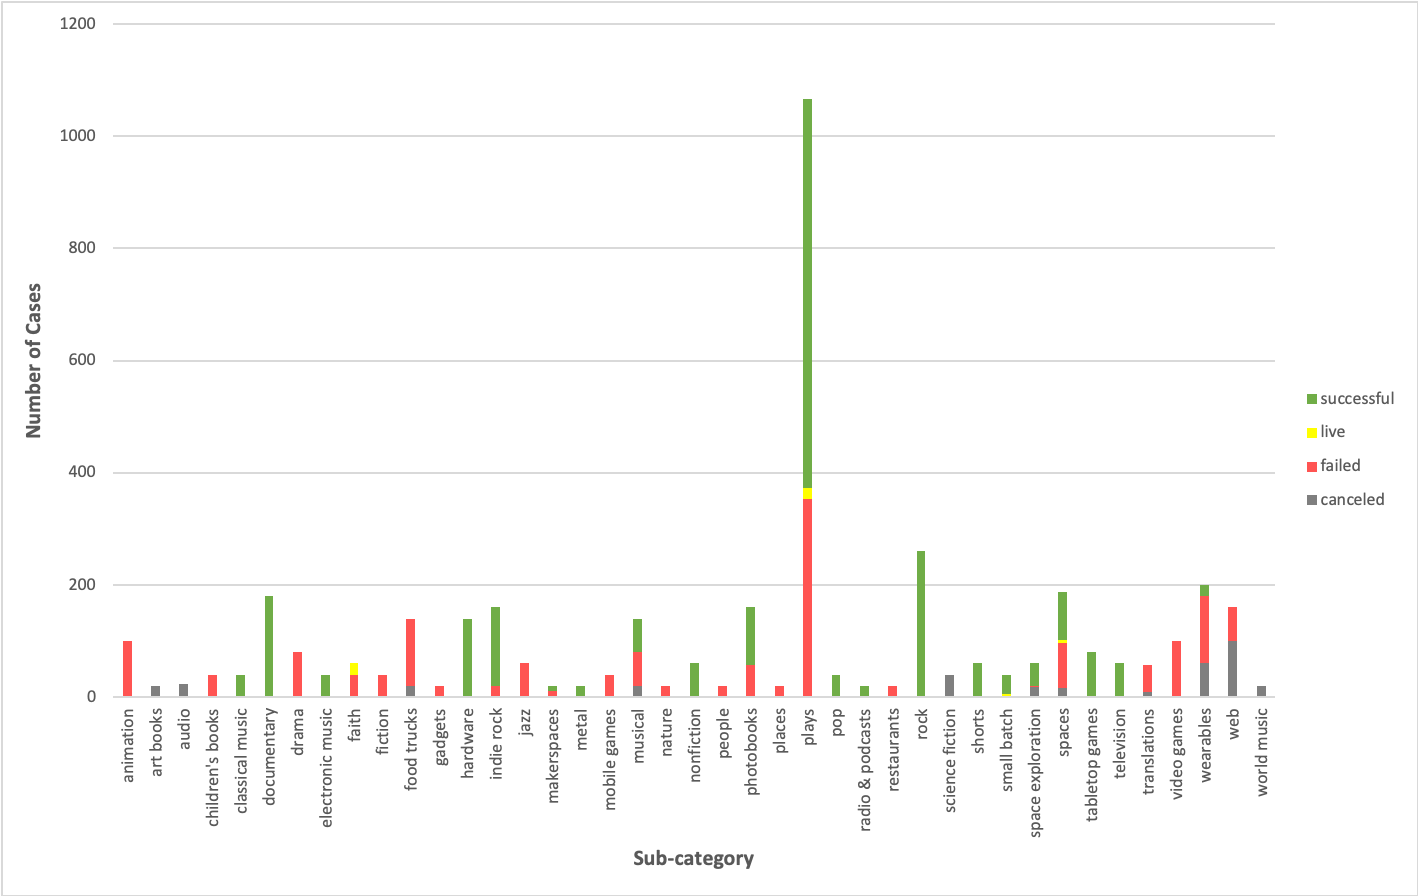 1200
1000
800
600
400
200
0
Number of Cases
animation
art books
audio
children's books
classical music
documentary
drama
electronic music
faith
fiction
food trucks
gadgets
hardware
indie rock
jazz
makerspaces
metal
mobile games
musical
nature
nonfiction
people
photobooks
places
plays
pop
radio & podcasts
restaurants
rock
science fiction
shorts
small batch
space exploration
spaces
tabletop games
television
translations
video games
wearables
web
world music
Sub-category
successful
live
failed
canceled